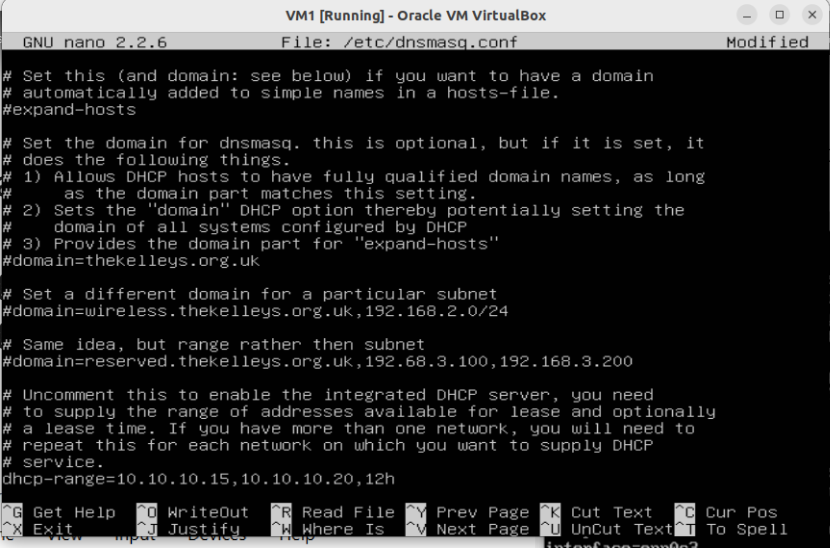 VM1 [Running] - Oracle VM VirtualBox
GNU nano 2.2.6 File: /etc/dnsmasq.conf Modified
# Set this (and domain: see below) if you want to have a domain
# automatically added to simple names in a hosts-file.
#expand-hosts
# Set the domain for dnsmasq. this is optional, but if it is set, it
# does the following things.
# 1) Allows DHCP hosts to have fully qualified domain names, as long
#     as the domain part matches this setting.
# 2) Sets the "domain" DHCP option thereby potentially setting the
#    domain of all systems configured by DHCP
# 3) Provides the domain part for "expand-hosts"
#domain=thekelleys.org.uk
# Set a different domain for a particular subnet
#domain=wireless.thekelleys.org.uk,192.168.2.0/24
# Same idea, but range rather then subnet
#domain=reserved.thekelleys.org.uk,192.68.3.100,192.168.3.200
# Uncomment this to enable the integrated DHCP server, you need
# to supply the range of addresses available for lease and optionally
# a lease time. If you have more than one network, you will need to
# repeat this for each network on which you want to supply DHCP
# service.
dhcp-range=10.10.10.15,10.10.10.20,12h
^G Get Help ^O WriteOut ^R Read File ^Y Prev Page ^K Cut Text ^C Cur Pos
^X Exit ^J Justify ^W Where Is ^V Next Page ^U UnCut Text ^T To Spell